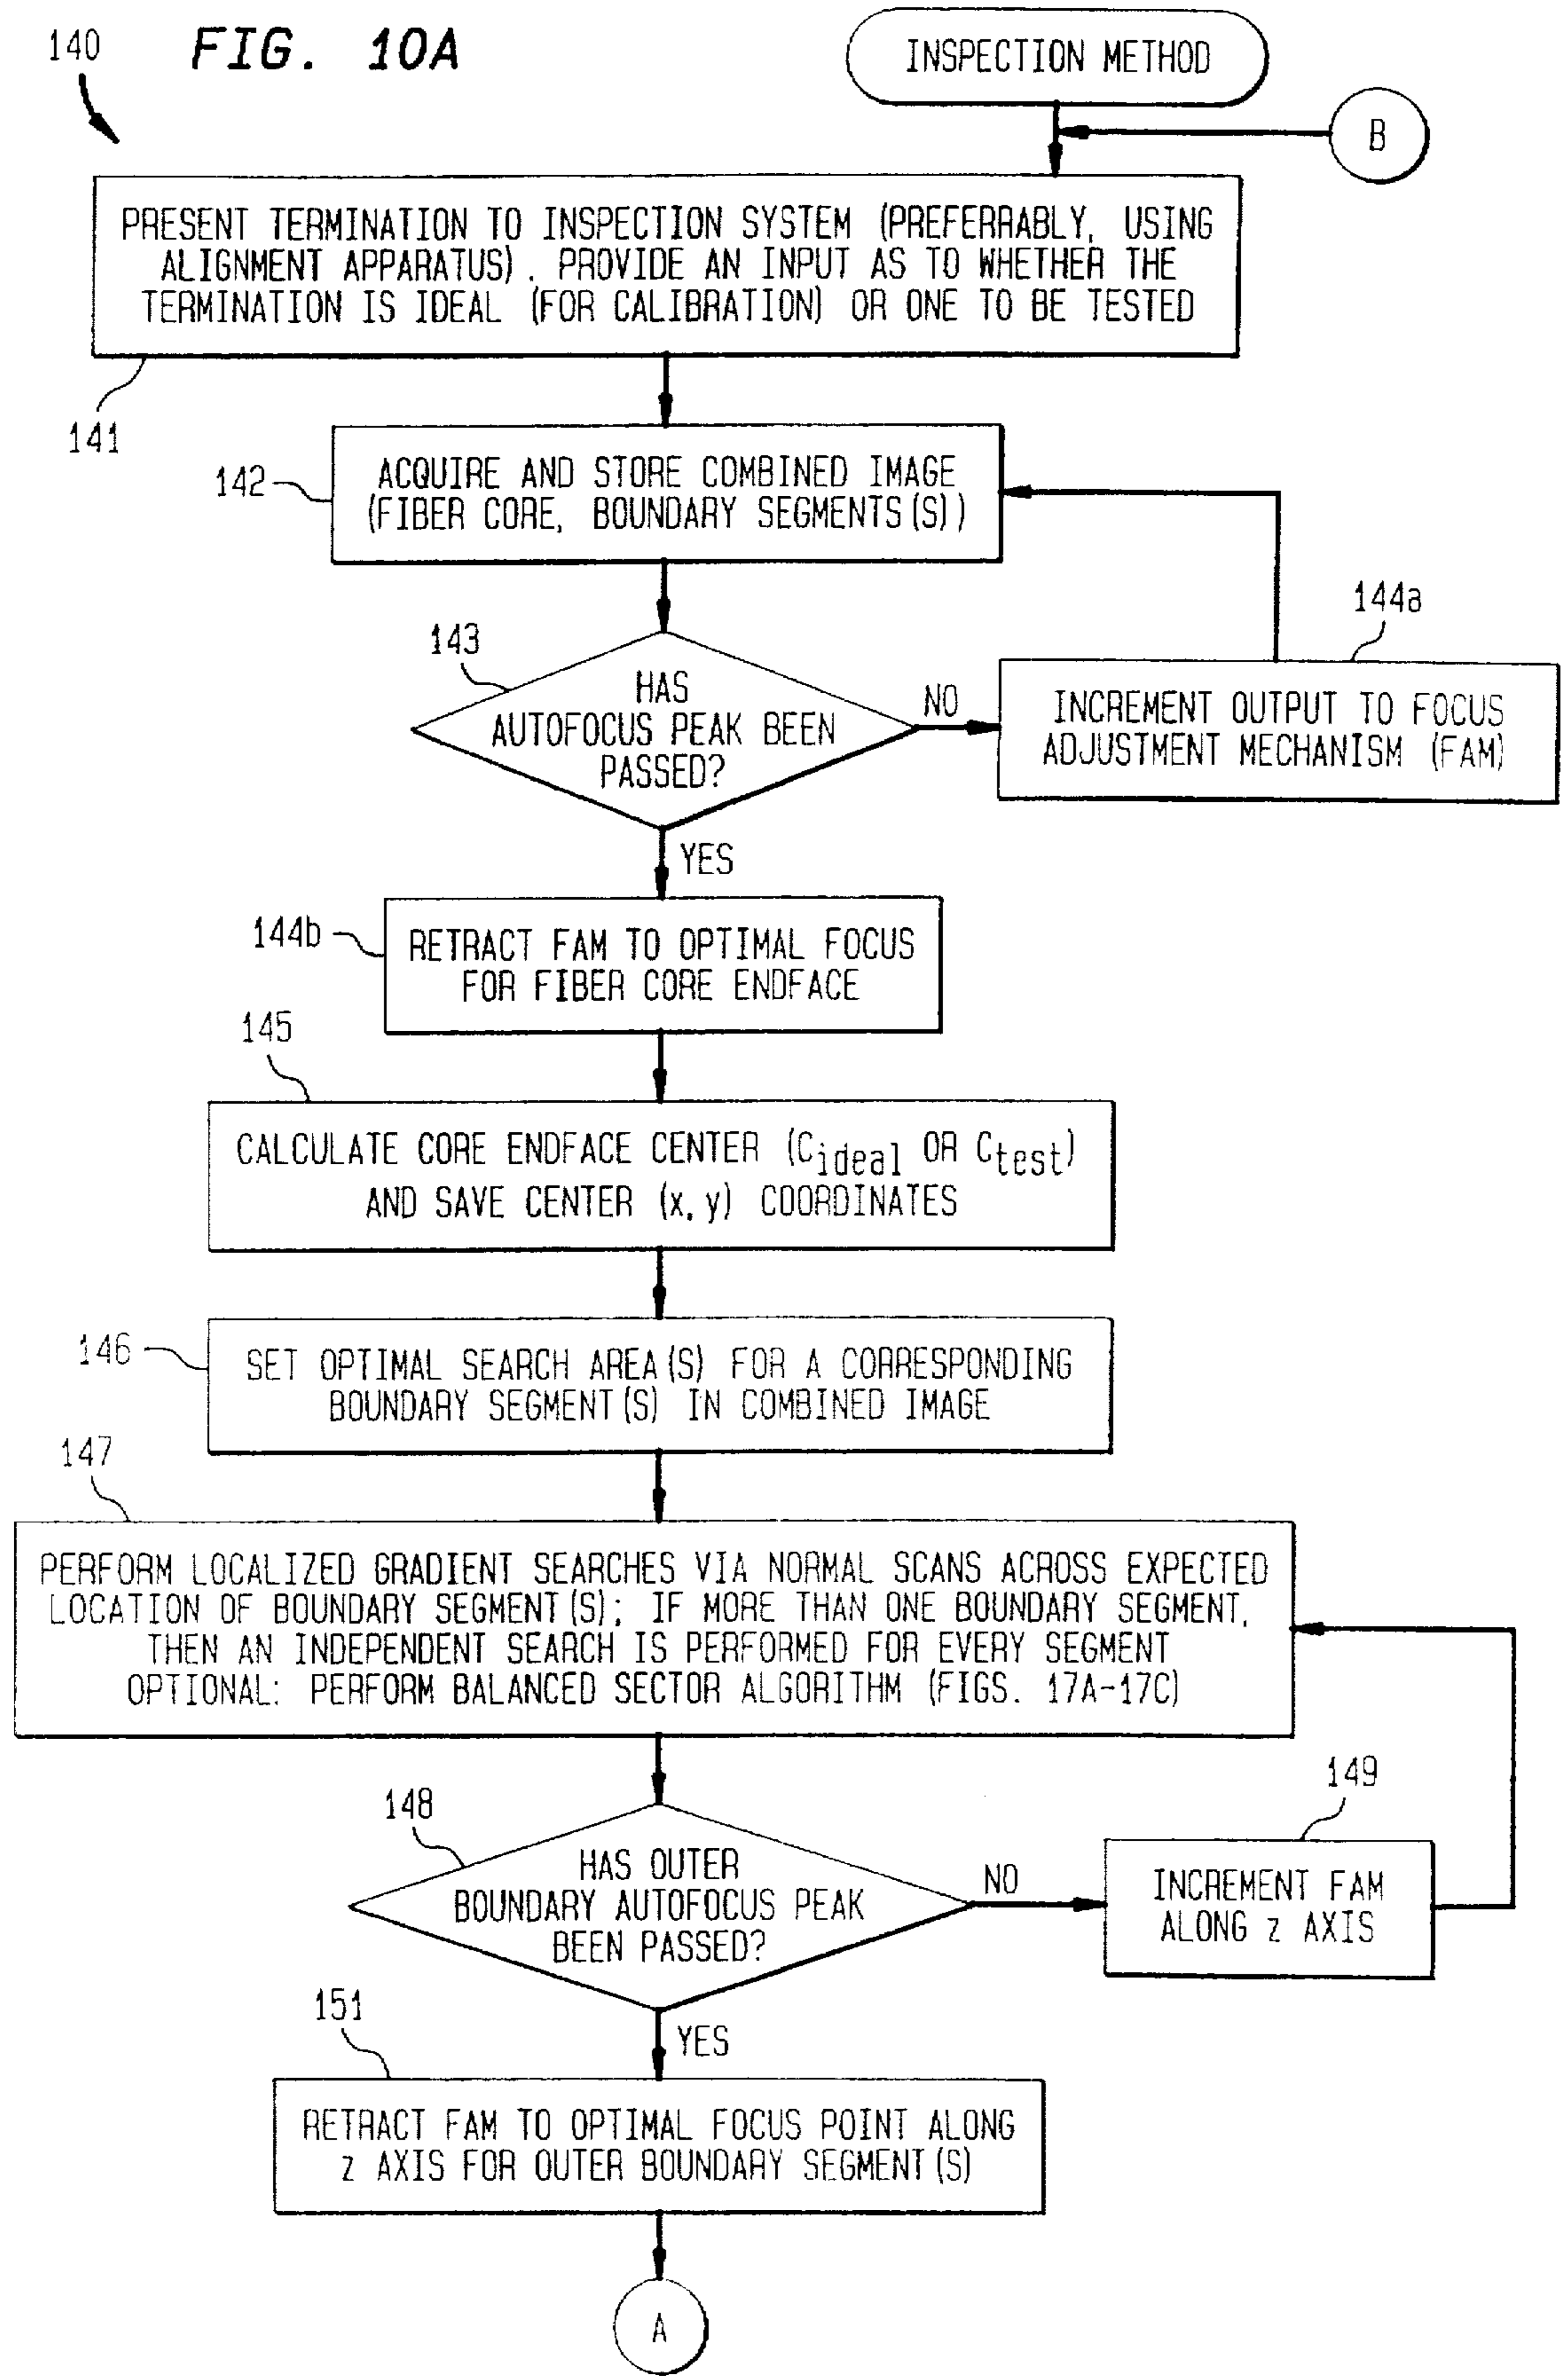 140
FIG. 10A
INSPECTION METHOD
B
PRESENT TERMINATION TO INSPECTION SYSTEM (PREFERRABLY, USING
ALIGNMENT APPARATUS). PROVIDE AN INPUT AS TO WHETHER THE
TERMINATION IS IDEAL (FOR CALIBRATION) OR ONE TO BE TESTED
141
142
ACQUIRE AND STORE COMBINED IMAGE
(FIBER CORE, BOUNDARY SEGMENTS(S))
143
HAS
AUTOFOCUS PEAK BEEN
PASSED?
NO
144a
INCREMENT OUTPUT TO FOCUS
ADJUSTMENT MECHANISM (FAM)
YES
144b
RETRACT FAM TO OPTIMAL FOCUS
FOR FIBER CORE ENDFACE
145
CALCULATE CORE ENDFACE CENTER (Cideal OR Ctest)
AND SAVE CENTER (x, y) COORDINATES
146
SET OPTIMAL SEARCH AREA(S) FOR A CORRESPONDING
BOUNDARY SEGMENT(S) IN COMBINED IMAGE
147
PERFORM LOCALIZED GRADIENT SEARCHES VIA NORMAL SCANS ACROSS EXPECTED
LOCATION OF BOUNDARY SEGMENT(S); IF MORE THAN ONE BOUNDARY SEGMENT,
THEN AN INDEPENDENT SEARCH IS PERFORMED FOR EVERY SEGMENT
OPTIONAL: PERFORM BALANCED SECTOR ALGORITHM (FIGS. 17A-17C)
148
HAS OUTER
BOUNDARY AUTOFOCUS PEAK
BEEN PASSED?
NO
149
INCREMENT FAM
ALONG z AXIS
YES
151
RETRACT FAM TO OPTIMAL FOCUS POINT ALONG
z AXIS FOR OUTER BOUNDARY SEGMENT(S)
A